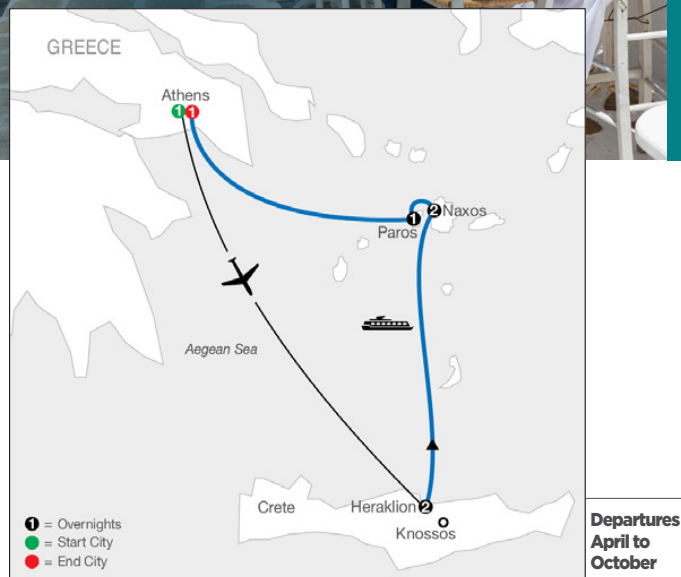 GREECE
Athens
1 1
2 Naxos
1
Paros
Aegean Sea
Crete
Heraklion 2
Knossos
1 = Overnights
= Start City
= End City
Departures
April to
October